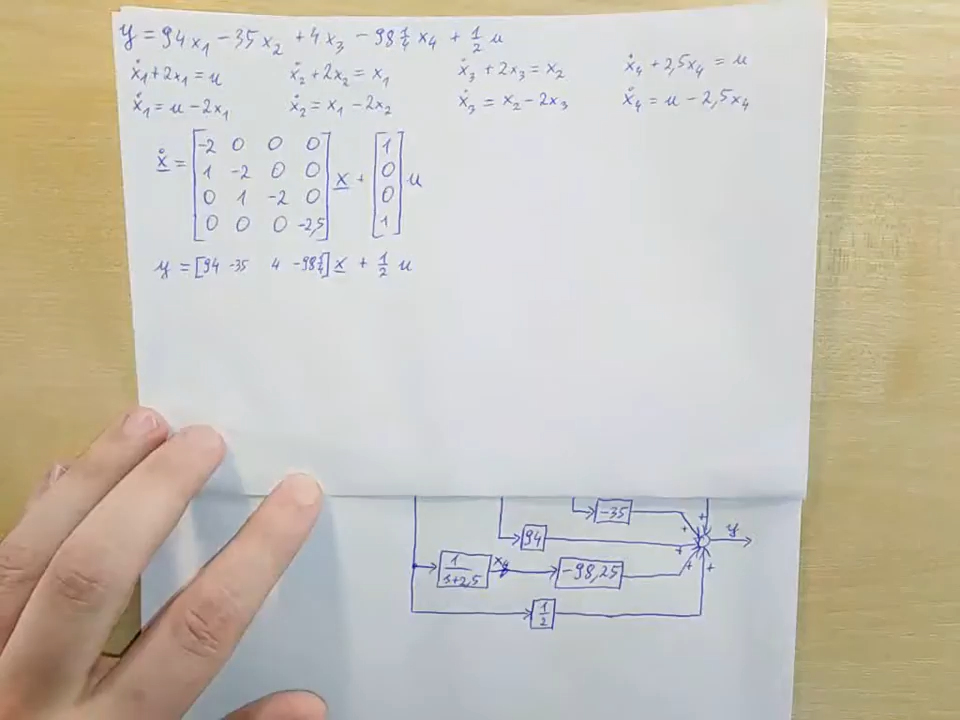 y = 94x₁ − 35x₂ + 4x₃ − 98¼x₄ + ½u
ẋ₁ + 2x₁ = u   ẋ₂ + 2x₂ = x₁   ẋ₃ + 2x₃ = x₂   ẋ₄ + 2,5x₄ = u
ẋ₁ = u − 2x₁   ẋ₂ = x₁ − 2x₂   ẋ₃ = x₂ − 2x₃   ẋ₄ = u − 2,5x₄
-2 0 0 0   1
ẋ = 1 -2 0 0 x + 0 u
0 1 -2 0   0
0 0 0 -2,5   1
y = [94 -35 4 -98¼] x + ½ u
-35 + + y
94 +
1/(s+2,5) x₄ -98,25 + +
½